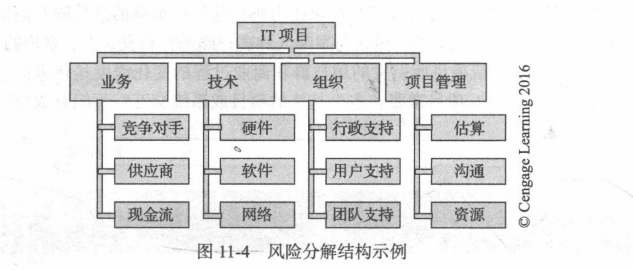 IT 项目
业务 技术 组织 项目管理
竞争对手 硬件 行政支持 估算
供应商 软件 用户支持 沟通
现金流 网络 团队支持 资源
© Cengage Learning 2016
图 11-4 风险分解结构示例